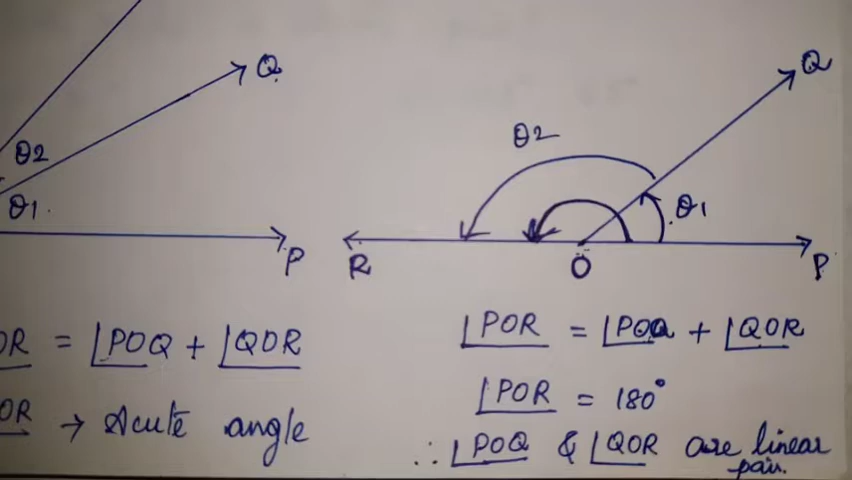 Q
θ2
θ1
P
OR = ∠POQ + ∠QOR
OR → Acute angle
Q
θ2
θ1
R
O
P
∠POR = ∠POQ + ∠QOR
∠POR = 180°
∴ ∠POQ & ∠QOR are linear
pair.